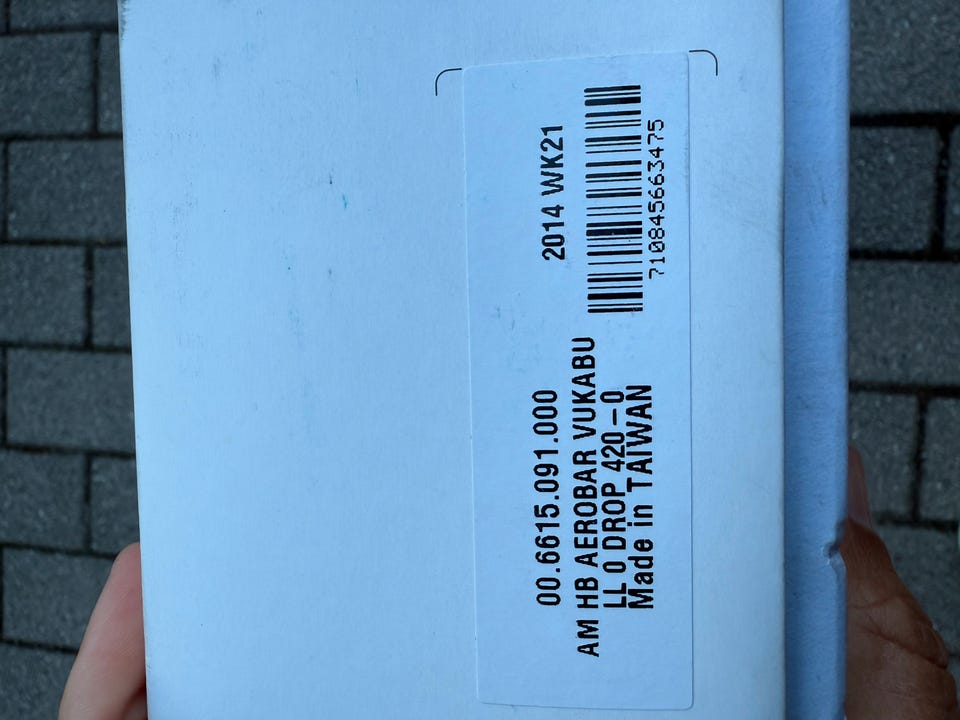 00.6615.091.000 2014 WK21
AM HB AEROBAR VUKABU
LL 0 DROP 420-0
Made in TAIWAN
710845663475